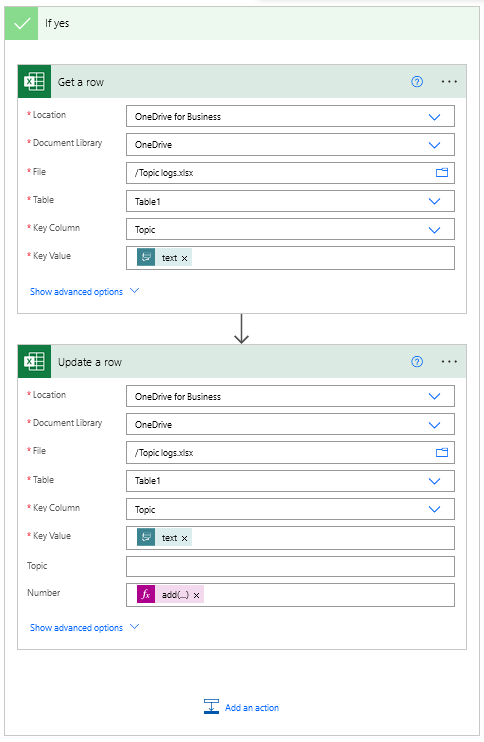 If yes
Get a row
* Location OneDrive for Business
* Document Library OneDrive
* File /Topic logs.xlsx
* Table Table1
* Key Column Topic
* Key Value text ×
Show advanced options
Update a row
* Location OneDrive for Business
* Document Library OneDrive
* File /Topic logs.xlsx
* Table Table1
* Key Column Topic
* Key Value text ×
Topic
Number fx add(...) ×
Show advanced options
Add an action